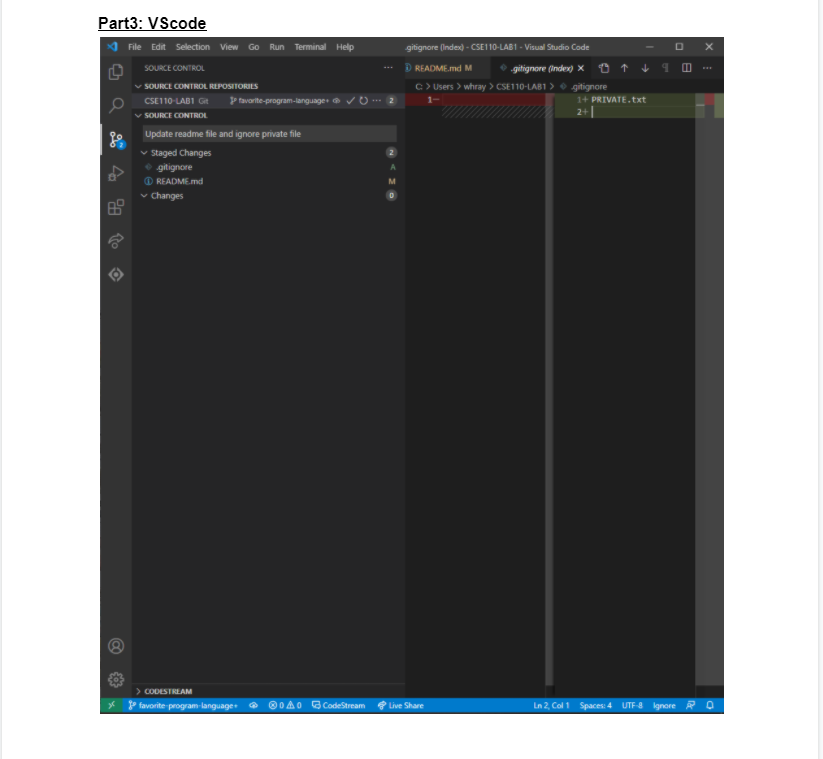 Part3: VScode
File Edit Selection View Go Run Terminal Help .gitignore (Index) - CSE110-LAB1 - Visual Studio Code
SOURCE CONTROL ... README.md M .gitignore (Index) ...
SOURCE CONTROL REPOSITORIES C: > Users > whray > CSE110-LAB1 > .gitignore
CSE110-LAB1 Git favorite-program-language+ ... 2
1- 1+ PRIVATE.txt
SOURCE CONTROL 2+
Update readme file and ignore private file
Staged Changes 2
.gitignore A
README.md M
Changes 0
CODESTREAM
favorite-program-language+ 0 0 CodeStream Live Share Ln 2, Col 1 Spaces: 4 UTF-8 Ignore